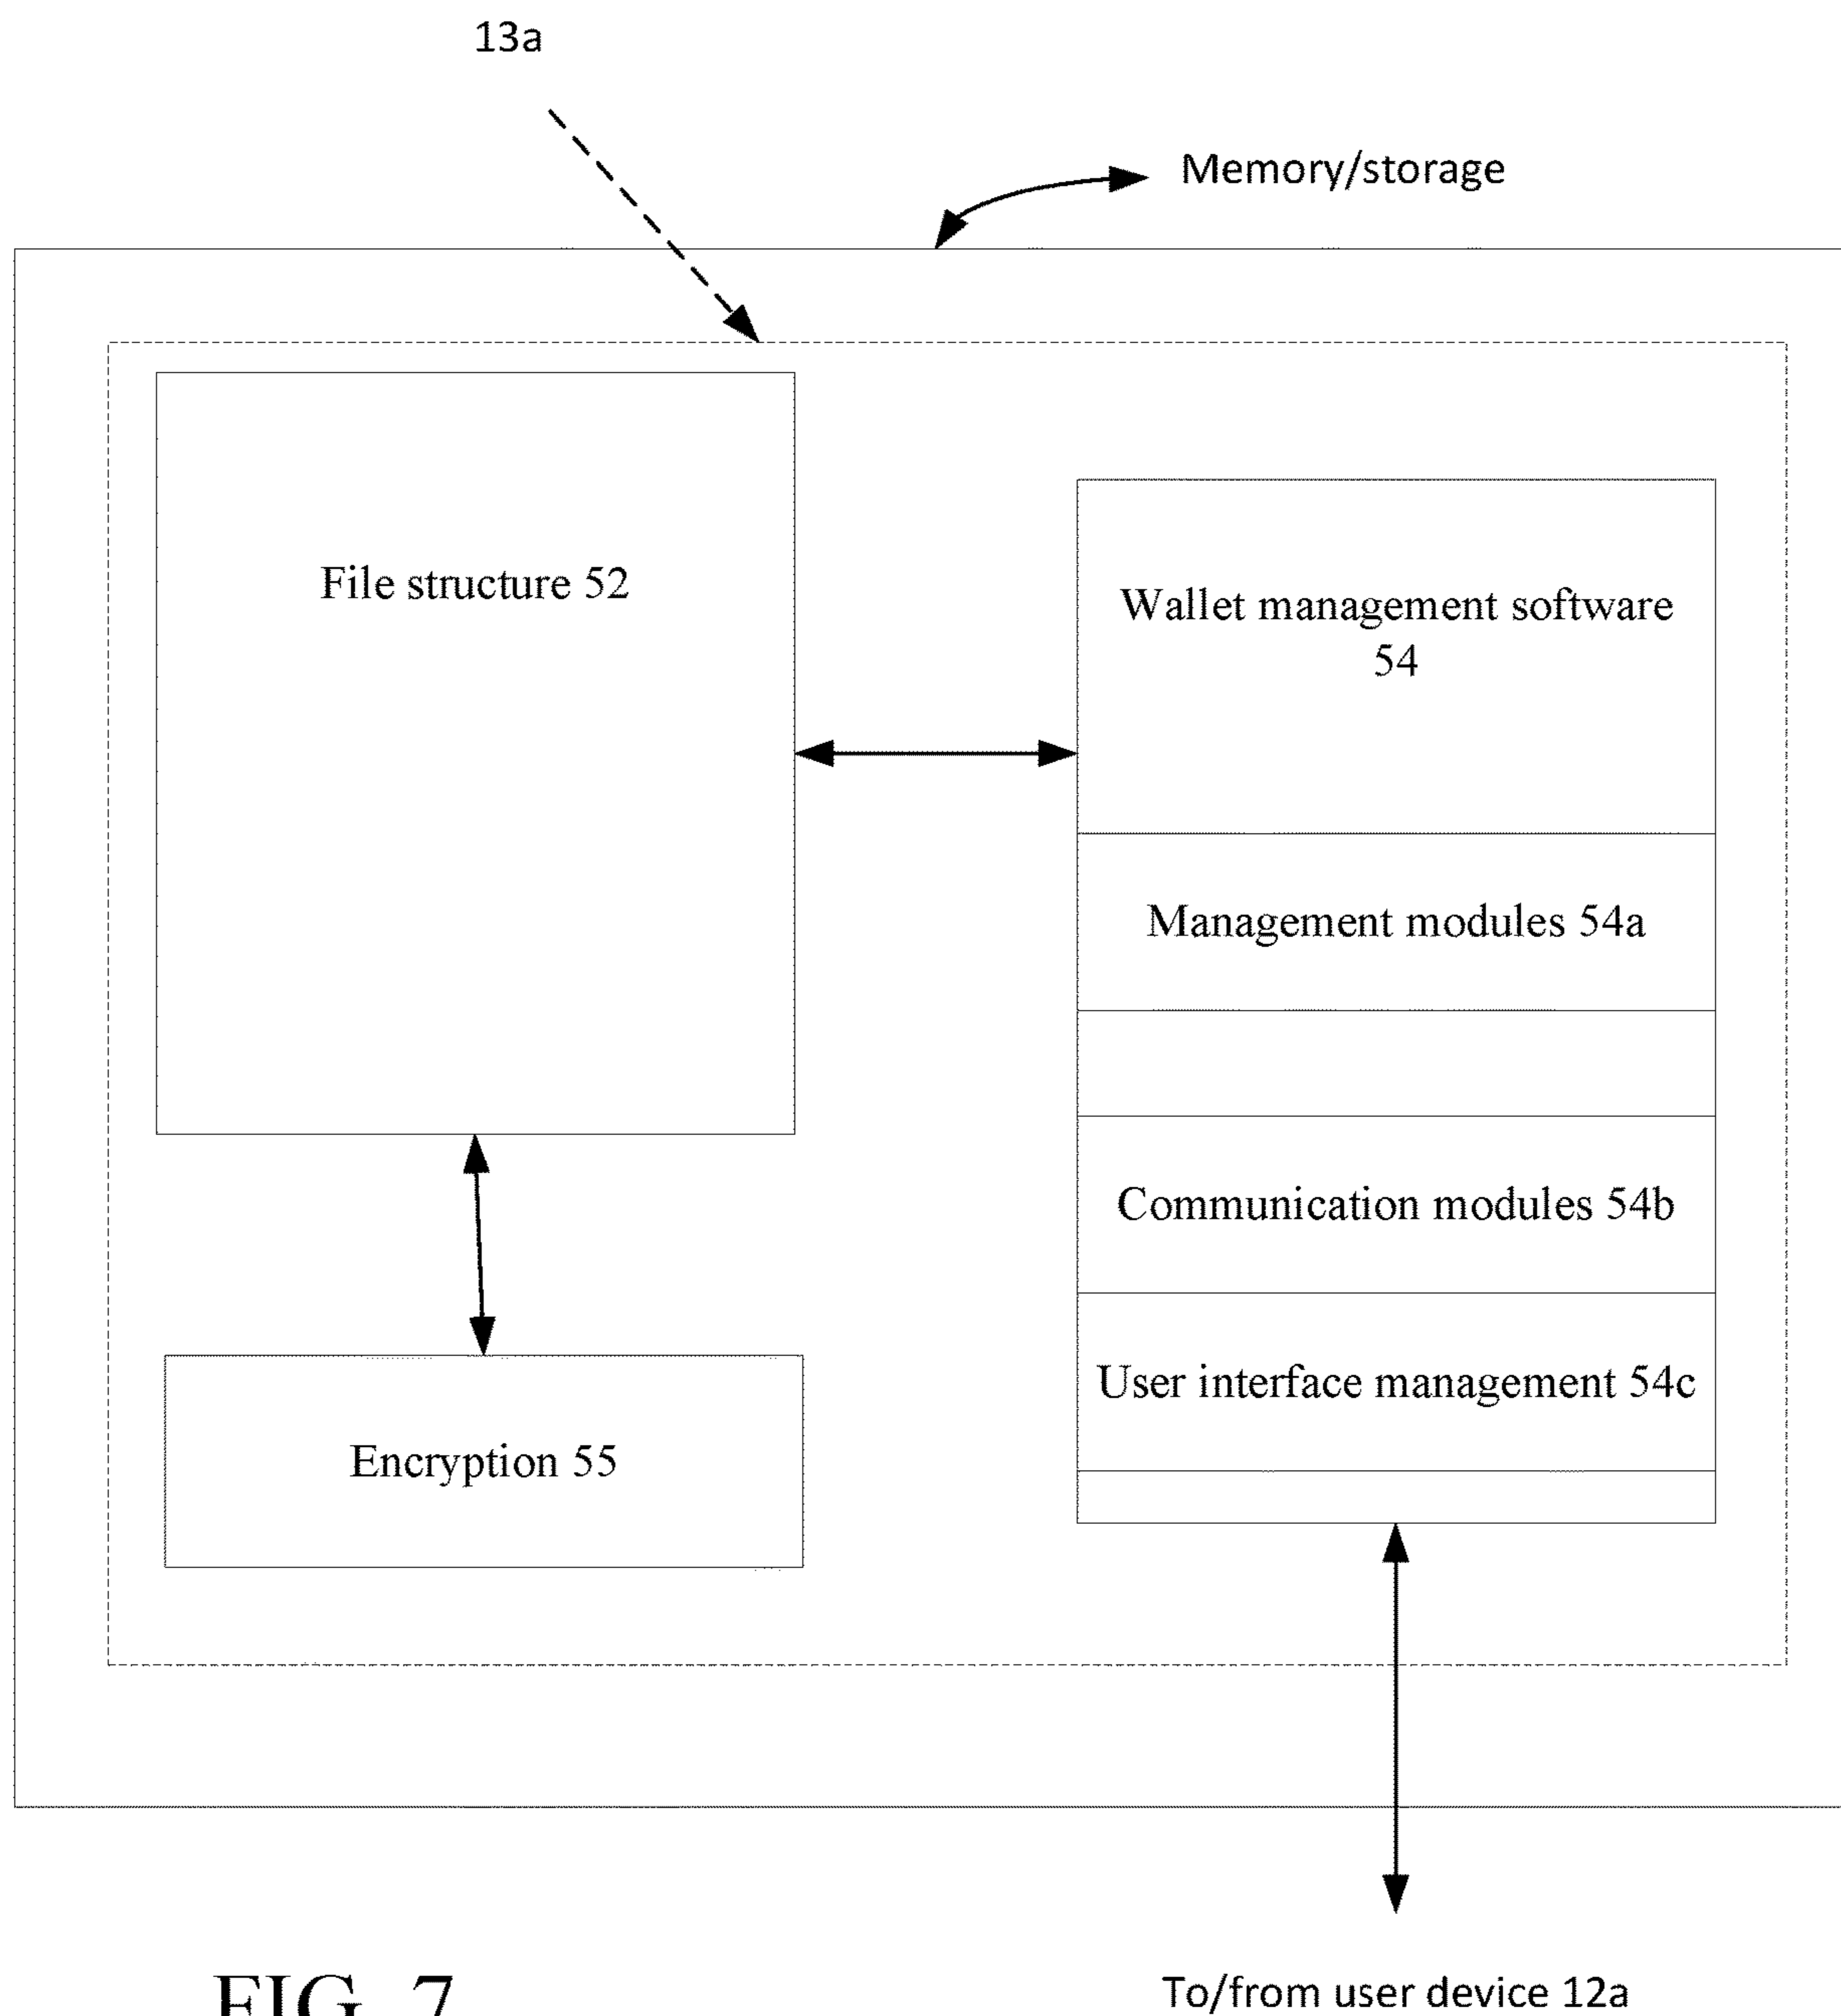 13a
Memory/storage
File structure 52
Wallet management software
54
Management modules 54a
Communication modules 54b
User interface management 54c
Encryption 55
To/from user device 12a
FIG. 7